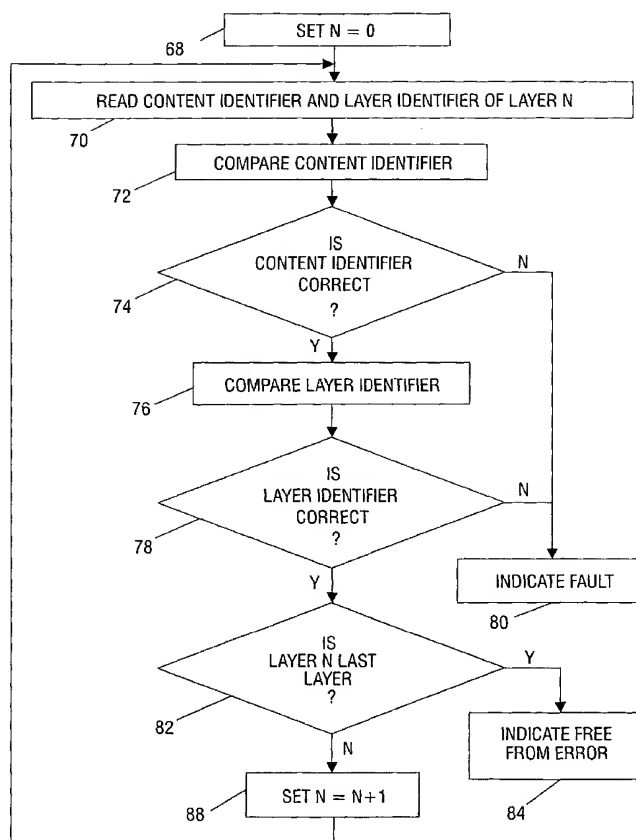 SET N = 0
68
READ CONTENT IDENTIFIER AND LAYER IDENTIFIER OF LAYER N
70
COMPARE CONTENT IDENTIFIER
72
IS
CONTENT IDENTIFIER
CORRECT
?
N
74
Y
COMPARE LAYER IDENTIFIER
76
IS
LAYER IDENTIFIER
CORRECT
?
N
78
Y
INDICATE FAULT
80
IS
LAYER N LAST
LAYER
?
Y
82
N
INDICATE FREE
FROM ERROR
84
SET N = N+1
88